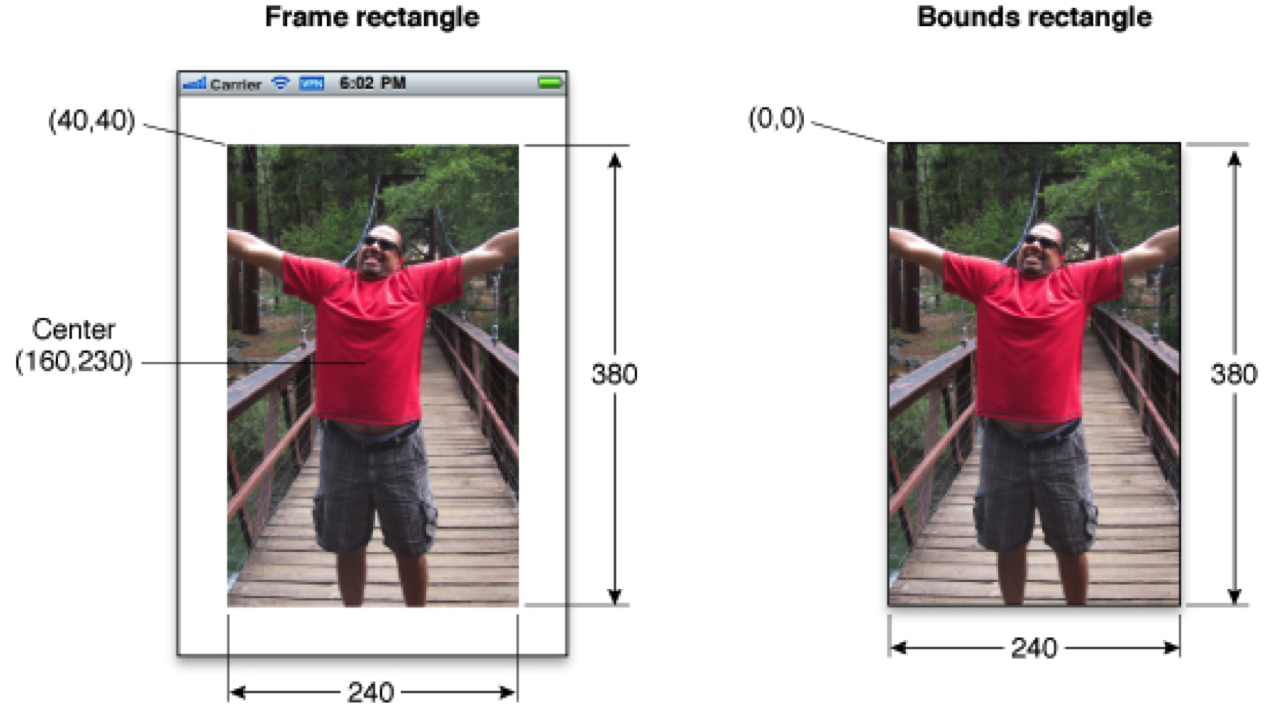 Frame rectangle
Bounds rectangle
Carrier VPN 6:02 PM
(40,40)
(0,0)
Center
(160,230)
380
380
240
240